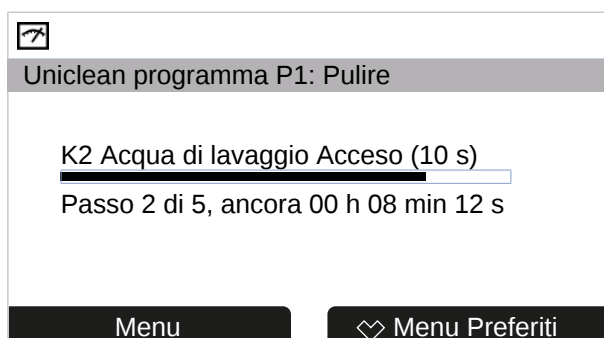 Uniclean programma P1: Pulire
K2 Acqua di lavaggio Acceso (10 s)
Passo 2 di 5, ancora 00 h 08 min 12 s
Menu
Menu Preferiti